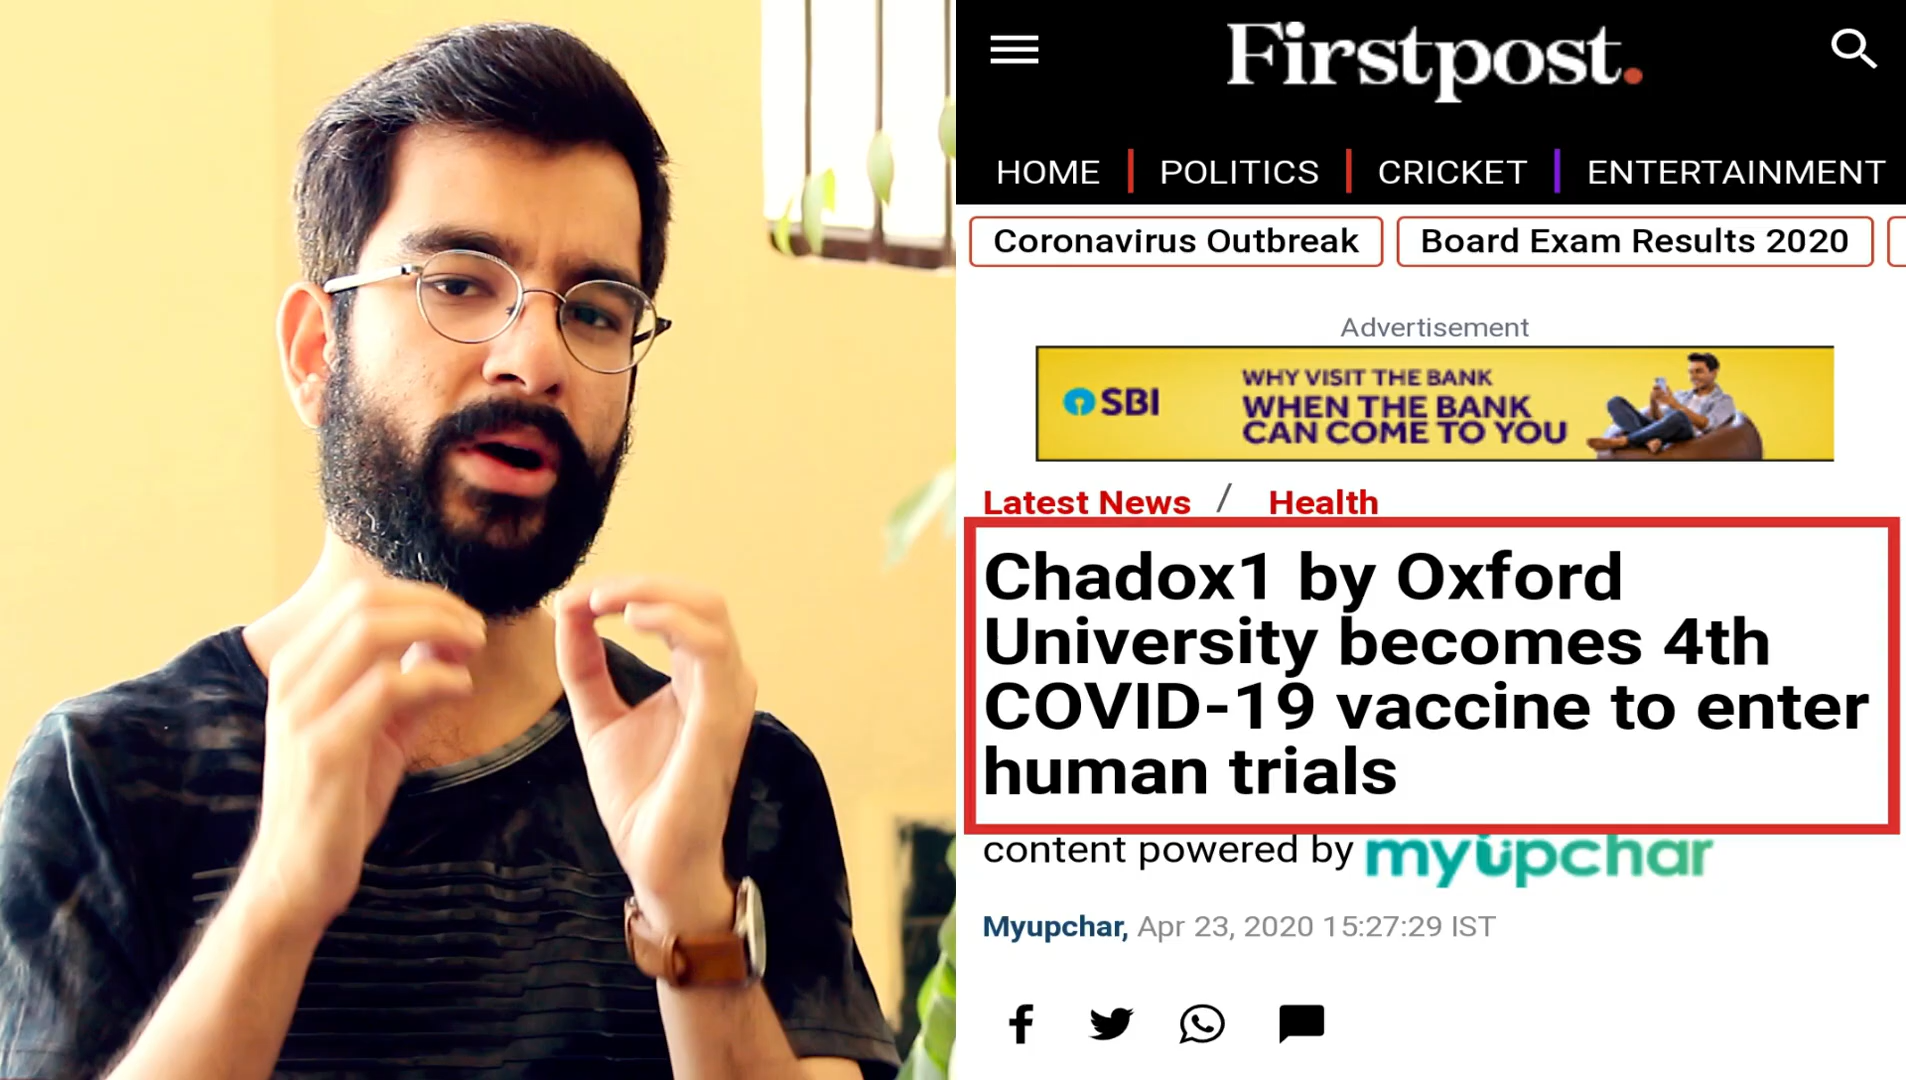 Firstpost.
HOME | POLITICS | CRICKET | ENTERTAINMENT
Coronavirus Outbreak
Board Exam Results 2020
Advertisement
SBI
WHY VISIT THE BANK
WHEN THE BANK
CAN COME TO YOU
Latest News / Health
Chadox1 by Oxford
University becomes 4th
COVID-19 vaccine to enter
human trials
content powered by myupchar
Myupchar, Apr 23, 2020 15:27:29 IST